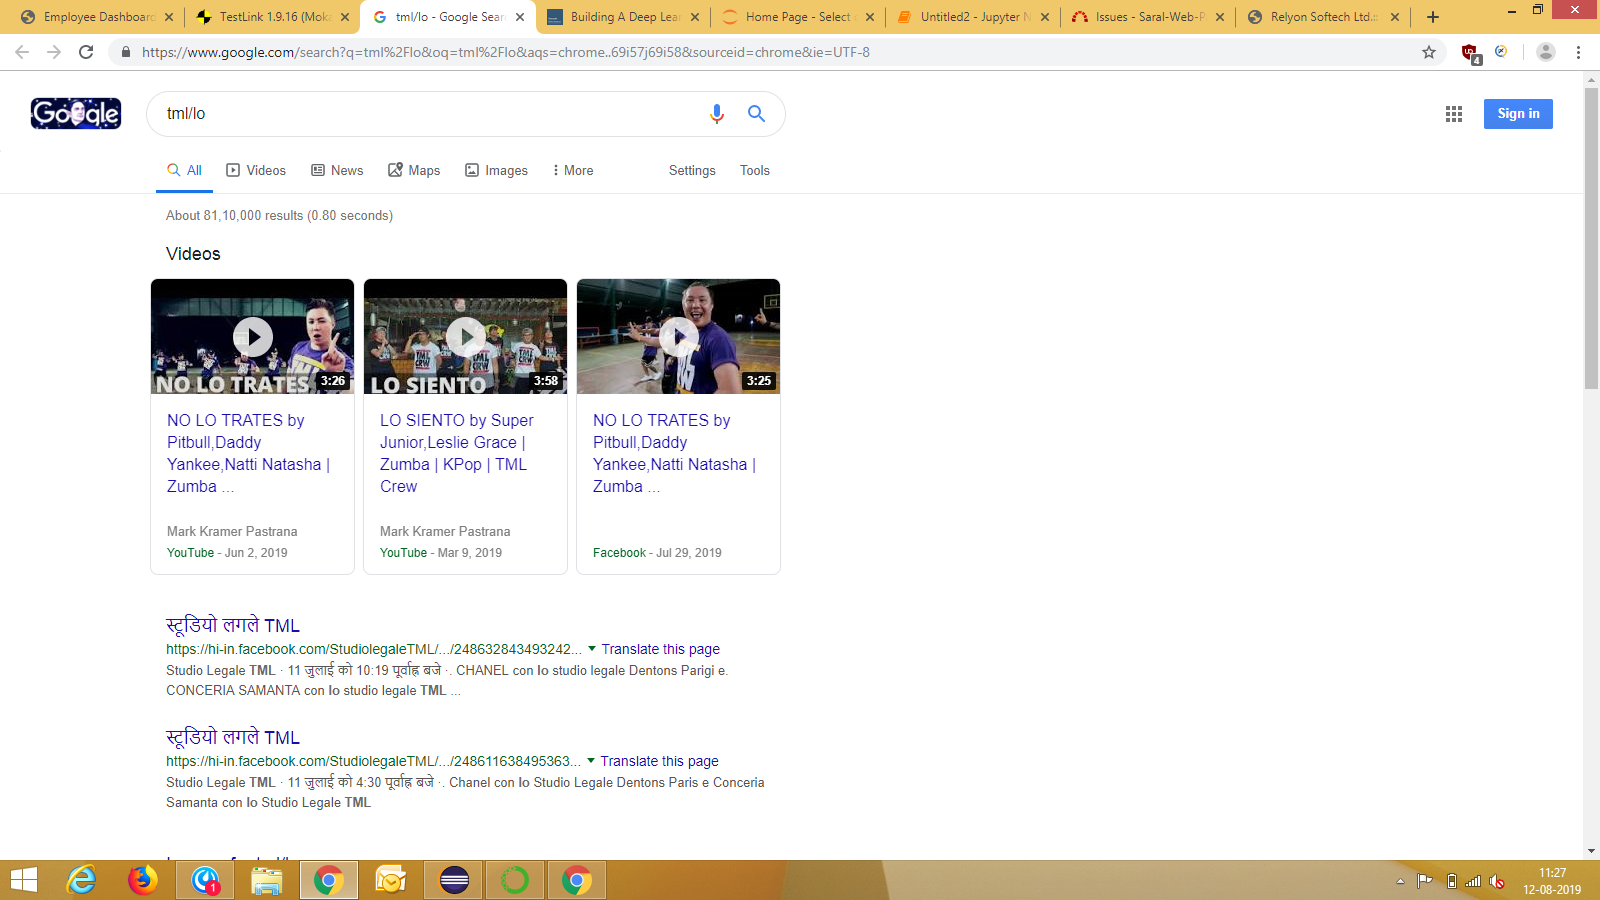 Employee Dashboard
TestLink 1.9.16 (Moka
tml/lo - Google Sear
Building A Deep Lear
Home Page - Select
Untitled2 - Jupyter N
Issues - Saral-Web-P
Relyon Softech Ltd.:
https://www.google.com/search?q=tml%2Flo&oq=tml%2Flo&aqs=chrome..69i57j69i58&sourceid=chrome&ie=UTF-8
4
Google
tml/lo
Sign in
All Videos News Maps Images More Settings Tools
About 81,10,000 results (0.80 seconds)
Videos
NO LO TRATES 3:26
NO LO TRATES by
Pitbull,Daddy
Yankee,Natti Natasha |
Zumba ...
Mark Kramer Pastrana
YouTube - Jun 2, 2019
TML CRW
LO SIENTO 3:58
LO SIENTO by Super
Junior,Leslie Grace |
Zumba | KPop | TML
Crew
Mark Kramer Pastrana
YouTube - Mar 9, 2019
3:25
NO LO TRATES by
Pitbull,Daddy
Yankee,Natti Natasha |
Zumba ...
Facebook - Jul 29, 2019
स्टूडियो लगले TML
https://hi-in.facebook.com/StudiolegaleTML/.../248632843493242... Translate this page
Studio Legale TML · 11 जुलाई को 10:19 पूर्वाह्न बजे ·. CHANEL con lo studio legale Dentons Parigi e.
CONCERIA SAMANTA con lo studio legale TML ...
स्टूडियो लगले TML
https://hi-in.facebook.com/StudiolegaleTML/.../248611638495363... Translate this page
Studio Legale TML · 11 जुलाई को 4:30 पूर्वाह्न बजे ·. Chanel con lo Studio Legale Dentons Paris e Conceria
Samanta con lo Studio Legale TML
1
11:27
12-08-2019